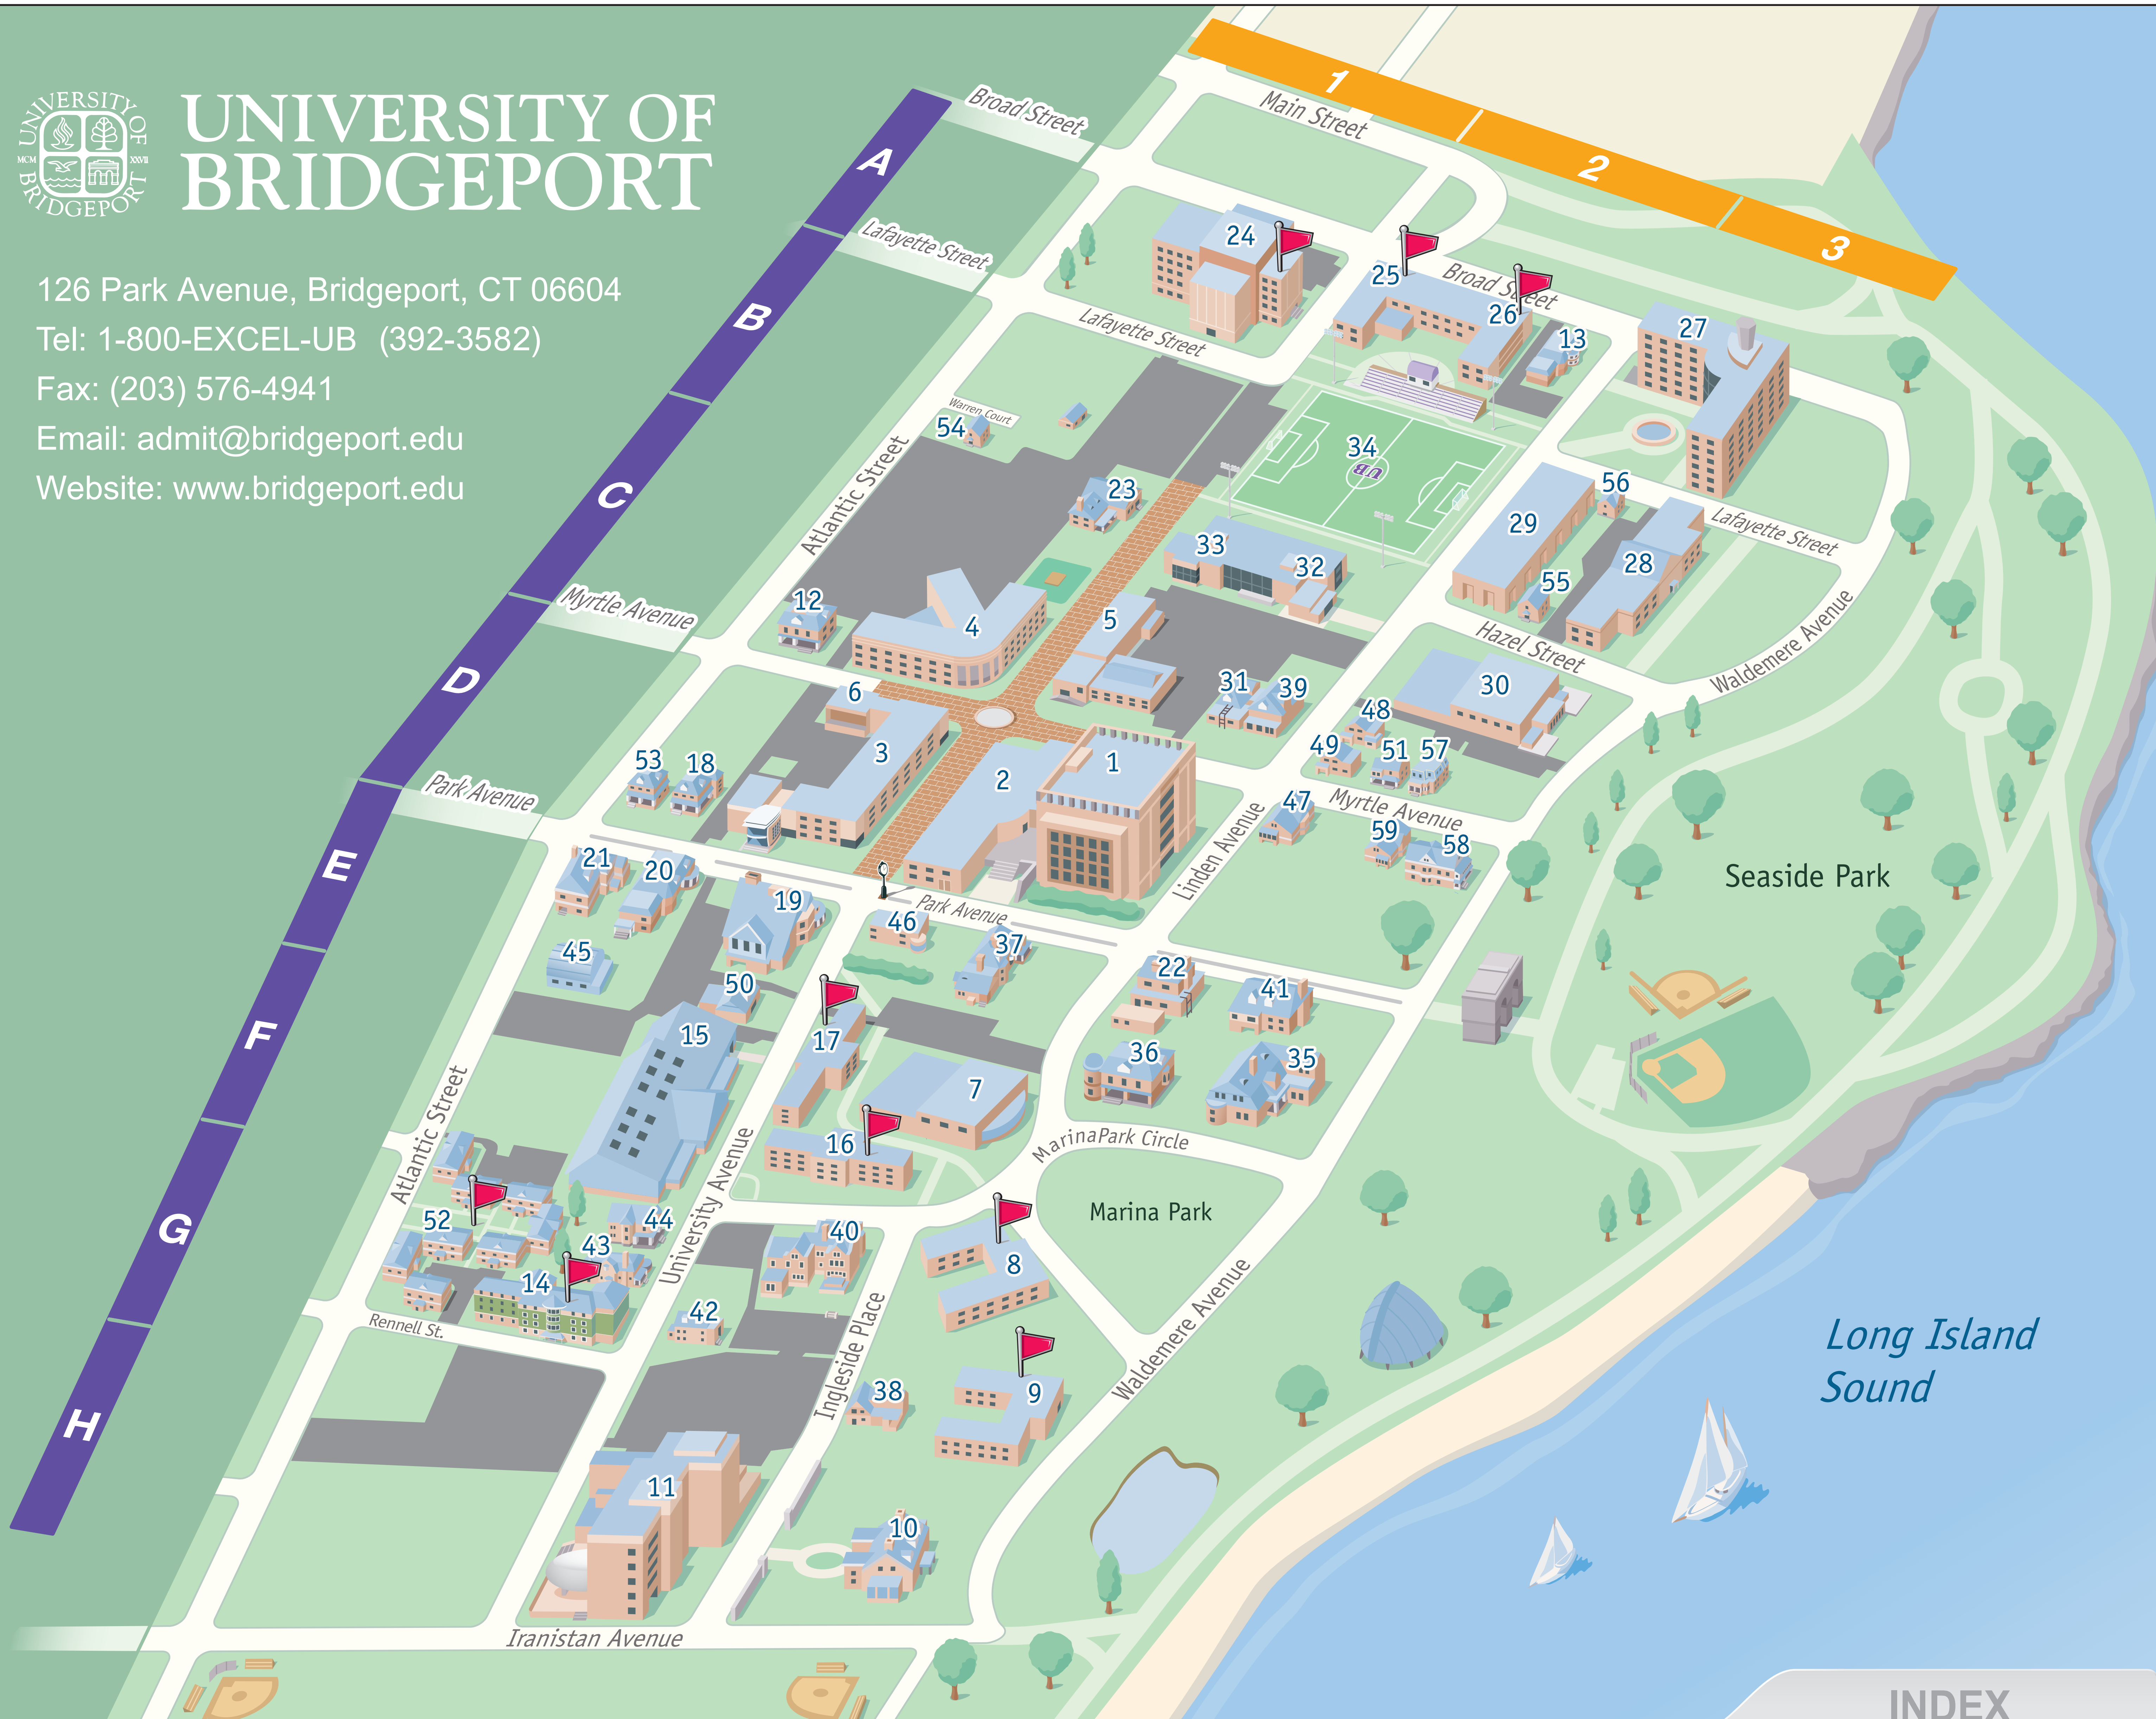 UNIVERSITY OF BRIDGEPORT
MCM
XXVII
UNIVERSITY OF
BRIDGEPORT
126 Park Avenue, Bridgeport, CT 06604
Tel: 1-800-EXCEL-UB (392-3582)
Fax: (203) 576-4941
Email: admit@bridgeport.edu
Website: www.bridgeport.edu
A
B
C
D
E
F
G
H
1
2
3
Broad Street
Main Street
Lafayette Street
24
25
Broad Street
26
13
27
Lafayette Street
Warren Court
54
34
UB
Atlantic Street
23
56
29
Lafayette Street
33
32
28
55
Myrtle Avenue
12
4
5
Hazel Street
Waldemere Avenue
6
31
39
30
48
53
18
3
2
1
49
51
57
Park Avenue
47
Myrtle Avenue
59
58
Linden Avenue
21
20
19
Park Avenue
Seaside Park
46
37
45
22
41
50
15
17
36
35
7
Atlantic Street
16
MarinaPark Circle
University Avenue
Marina Park
52
44
43
40
8
14
42
Rennell St.
Ingleside Place
Waldemere Avenue
38
9
Long Island
Sound
11
10
Iranistan Avenue
INDEX